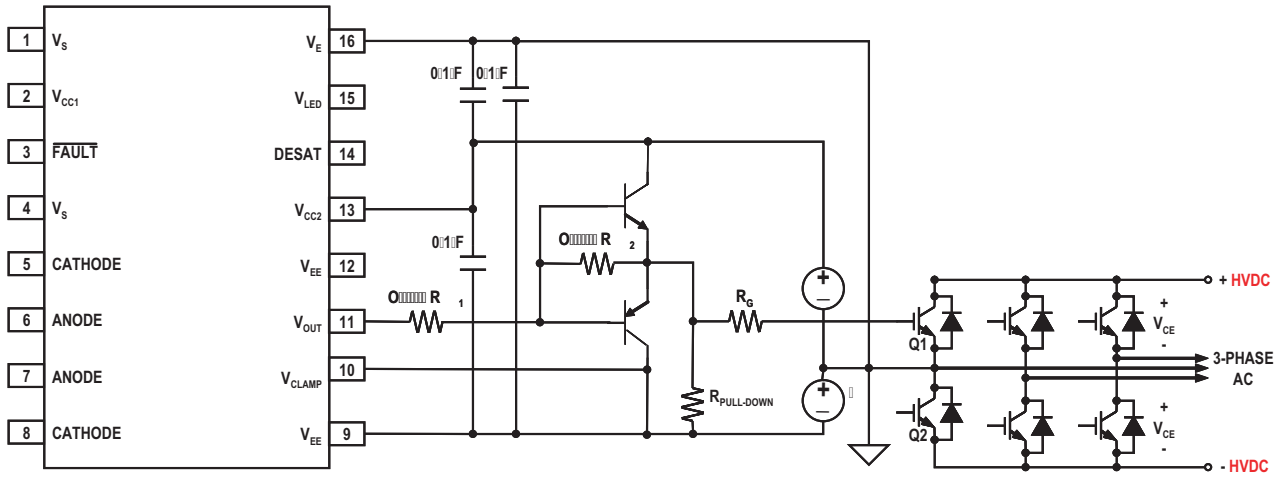 1 V_S
2 V_CC1
3 FAULT
4 V_S
5 CATHODE
6 ANODE
7 ANODE
8 CATHODE
V_E 16
V_LED 15
DESAT 14
V_CC2 13
V_EE 12
V_OUT 11
V_CLAMP 10
V_EE 9
R 1
R 2
R_G
R_PULL-DOWN
+
–
+
–
Q1
Q2
+ HVDC
+
V_CE
-
3-PHASE
AC
+
V_CE
-
- HVDC